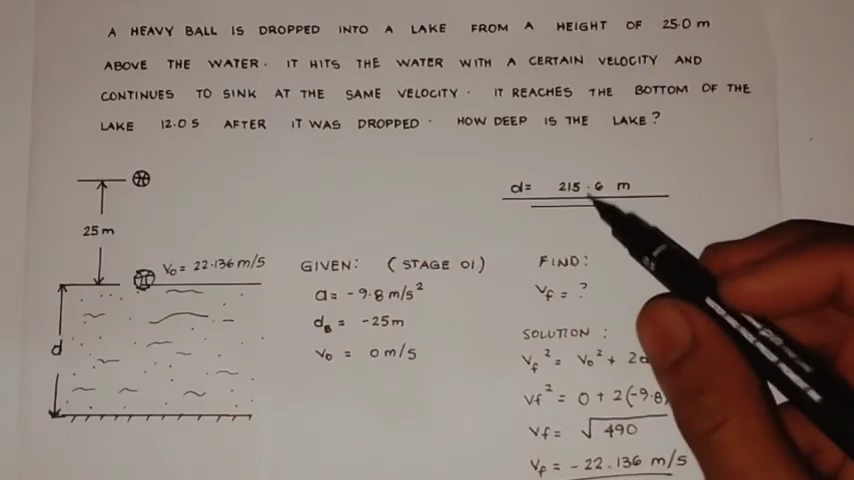 A HEAVY BALL IS DROPPED INTO A LAKE FROM A HEIGHT OF 25.0 m
ABOVE THE WATER. IT HITS THE WATER WITH A CERTAIN VELOCITY AND
CONTINUES TO SINK AT THE SAME VELOCITY. IT REACHES THE BOTTOM OF THE
LAKE 12.0 S AFTER IT WAS DROPPED. HOW DEEP IS THE LAKE?
d= 215.6 m
25 m
V₀ = 22.136 m/s
d
GIVEN: (STAGE 01)
a = -9.8 m/s²
dB = -25m
V₀ = 0 m/s
FIND:
Vf = ?
SOLUTION:
Vf² = V₀² + 2a
Vf² = 0 + 2(-9.8)
Vf = √490
Vf = -22.136 m/s